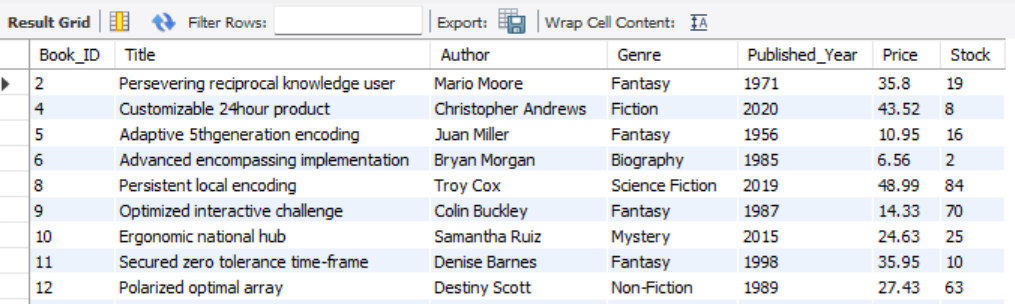 Result Grid Filter Rows: Export: Wrap Cell Content: IA
Book_ID Title Author Genre Published_Year Price Stock
2 Persevering reciprocal knowledge user Mario Moore Fantasy 1971 35.8 19
4 Customizable 24hour product Christopher Andrews Fiction 2020 43.52 8
5 Adaptive 5thgeneration encoding Juan Miller Fantasy 1956 10.95 16
6 Advanced encompassing implementation Bryan Morgan Biography 1985 6.56 2
8 Persistent local encoding Troy Cox Science Fiction 2019 48.99 84
9 Optimized interactive challenge Colin Buckley Fantasy 1987 14.33 70
10 Ergonomic national hub Samantha Ruiz Mystery 2015 24.63 25
11 Secured zero tolerance time-frame Denise Barnes Fantasy 1998 35.95 10
12 Polarized optimal array Destiny Scott Non-Fiction 1989 27.43 63